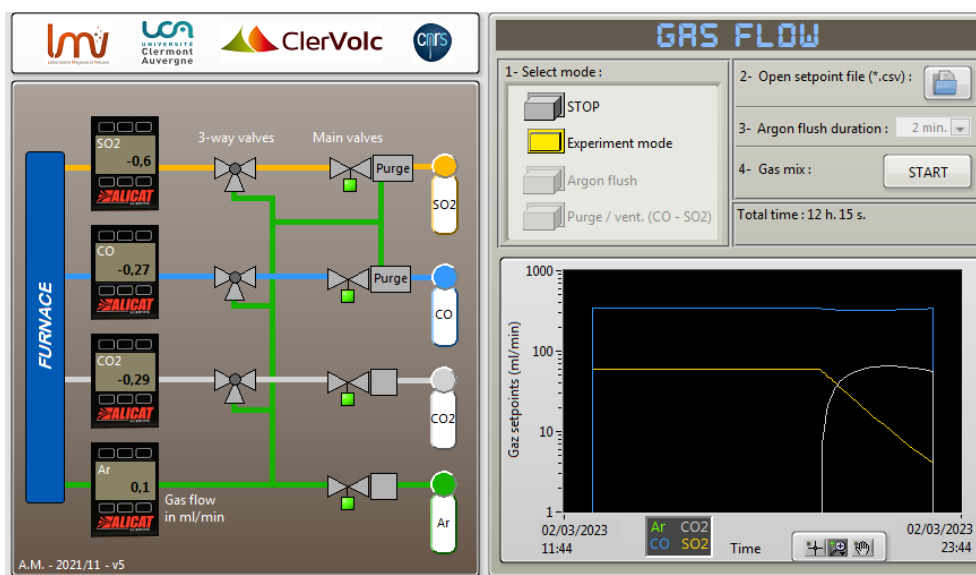 lmv
Laboratoire Magmas et Volcans
UCA
UNIVERSITÉ
Clermont
Auvergne
ClerVolc
cnrs
SO2
-0,6
ALICAT
3-way valves
Main valves
Purge
SO2
CO
-0,27
ALICAT
Purge
CO
FURNACE
CO2
-0,29
ALICAT
CO2
Ar
0,1
ALICAT
Gas flow
in ml/min
Ar
A.M. - 2021/11 - v5
GAS FLOW
1- Select mode :
STOP
Experiment mode
Argon flush
Purge / vent. (CO - SO2)
2- Open setpoint file (*.csv) :
3- Argon flush duration :
2 min.
4- Gas mix :
START
Total time : 12 h. 15 s.
Gaz setpoints (ml/min)
1000
100
10
1
02/03/2023
11:44
Ar CO2
CO SO2
Time
02/03/2023
23:44